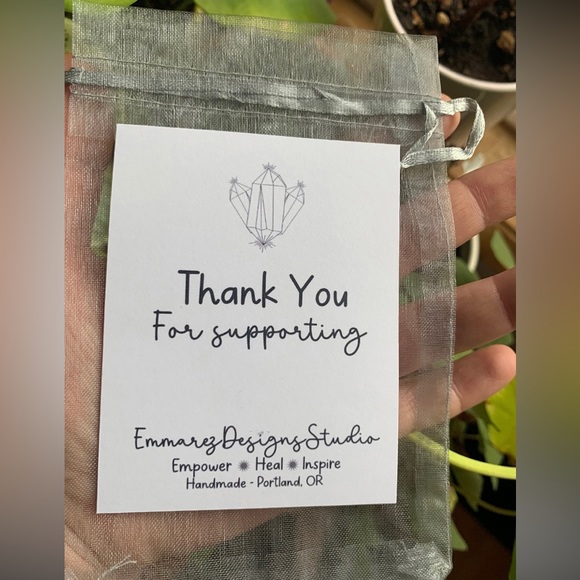 Thank You
For supporting
EmmarezDesignsStudio
Empower ✷ Heal ✷ Inspire
Handmade - Portland, OR